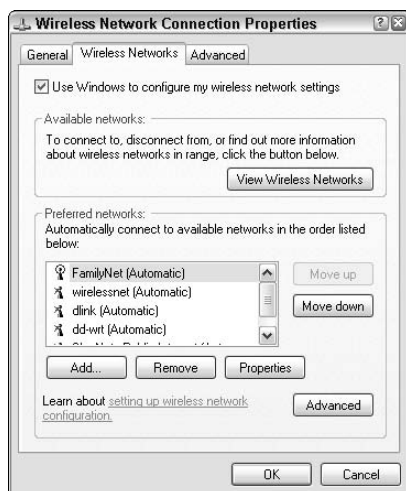 Wireless Network Connection Properties
General
Wireless Networks
Advanced
Use Windows to configure my wireless network settings
Available networks:
To connect to, disconnect from, or find out more information
about wireless networks in range, click the button below.
View Wireless Networks
Preferred networks:
Automatically connect to available networks in the order listed
below:
FamilyNet (Automatic)
wirelessnet (Automatic)
dlink (Automatic)
dd-wrt (Automatic)
Move up
Move down
Add...
Remove
Properties
Learn about setting up wireless network
configuration.
Advanced
OK
Cancel